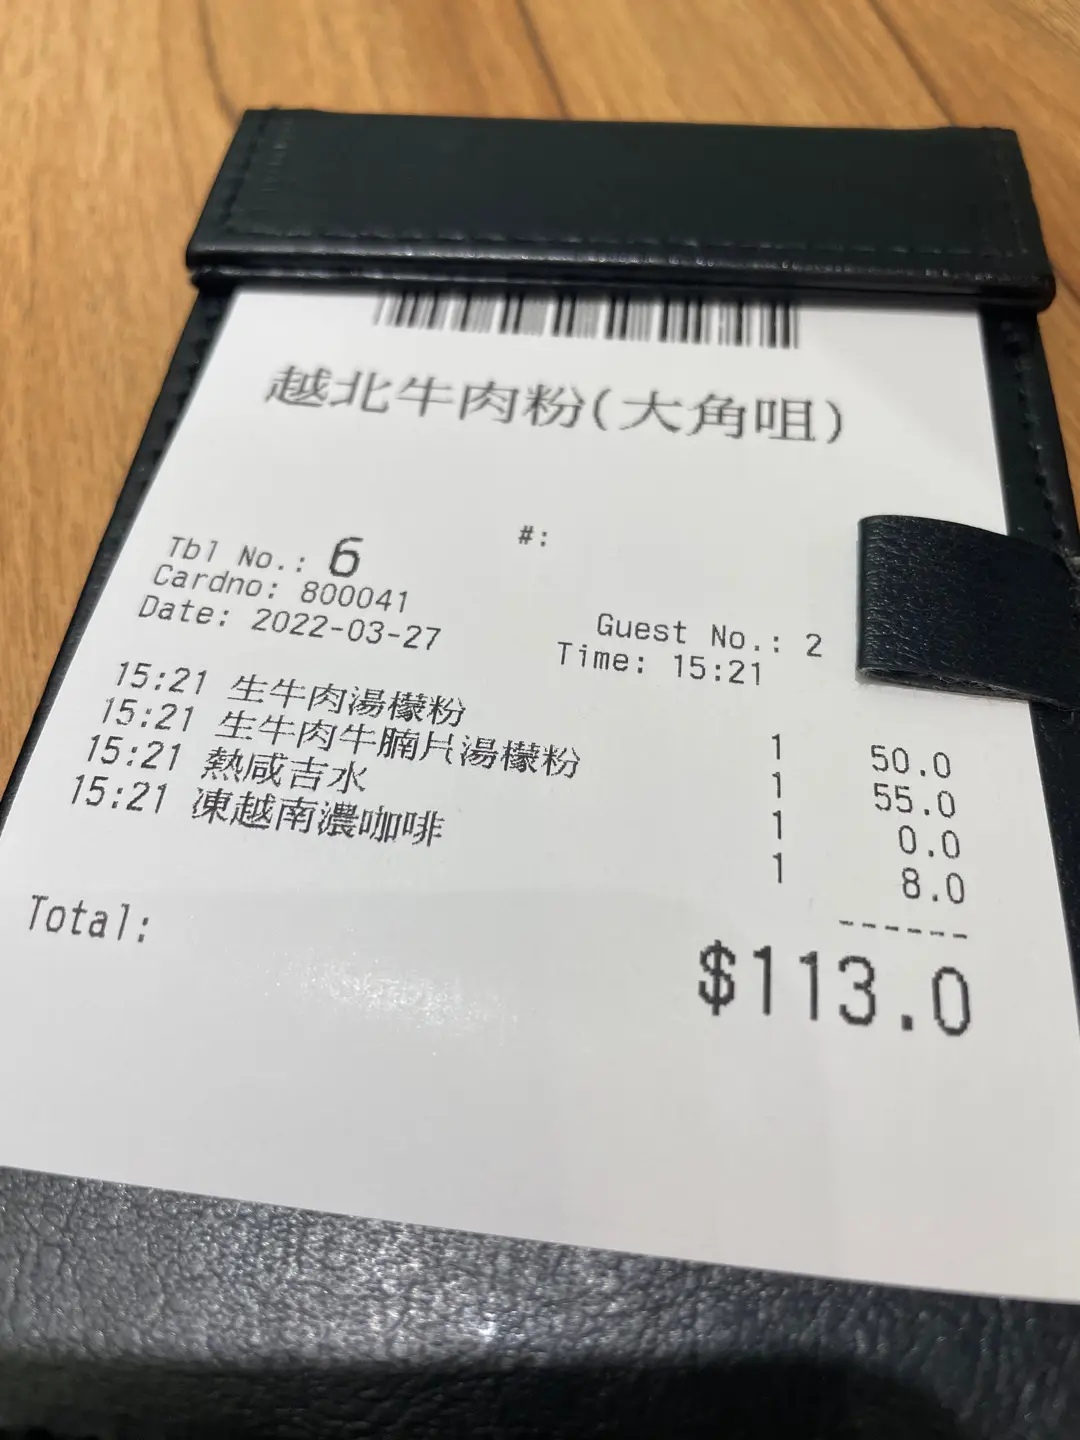 越北牛肉粉(大角咀)
#:
Tbl No.: 6
Cardno: 800041
Guest No.: 2
Date: 2022-03-27
Time: 15:21
15:21 生牛肉湯檬粉 1 50.0
15:21 生牛肉牛腩片湯檬粉 1 55.0
15:21 熱咸吉水 1 0.0
15:21 凍越南濃咖啡 1 8.0
------
Total: $113.0